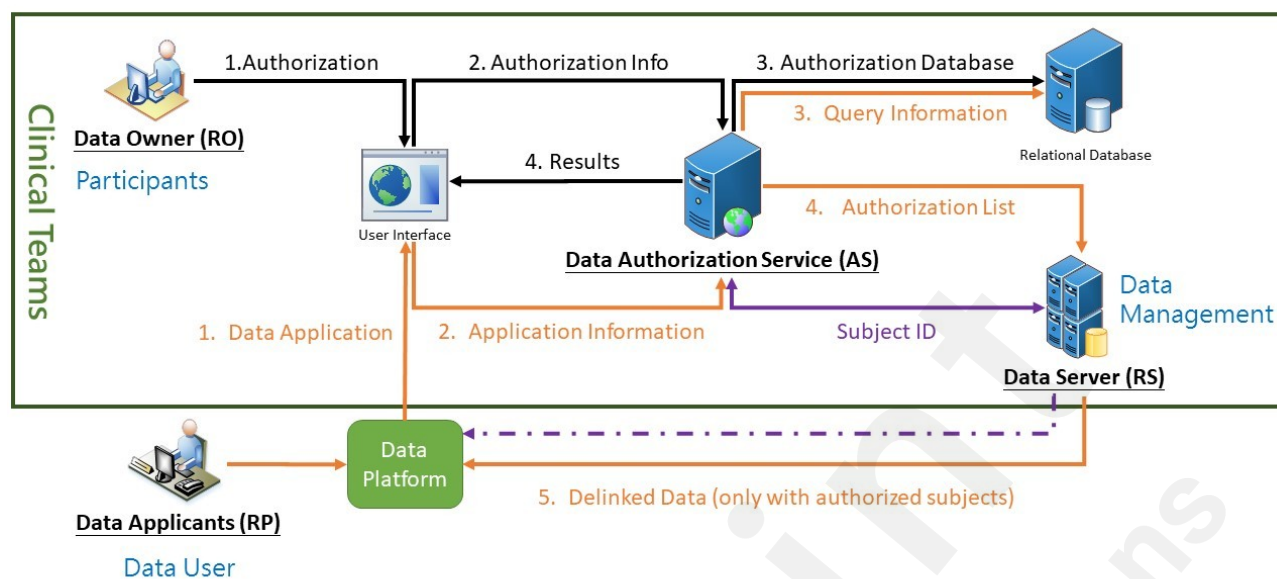 Clinical Teams
1.Authorization
2. Authorization Info
3. Authorization Database
3. Query Information
Data Owner (RO)
Participants
4. Results
User Interface
Relational Database
4. Authorization List
Data Authorization Service (AS)
Data
Management
1. Data Application
2. Application Information
Subject ID
Data Server (RS)
Data
Platform
5. Delinked Data (only with authorized subjects)
Data Applicants (RP)
Data User
int
ns